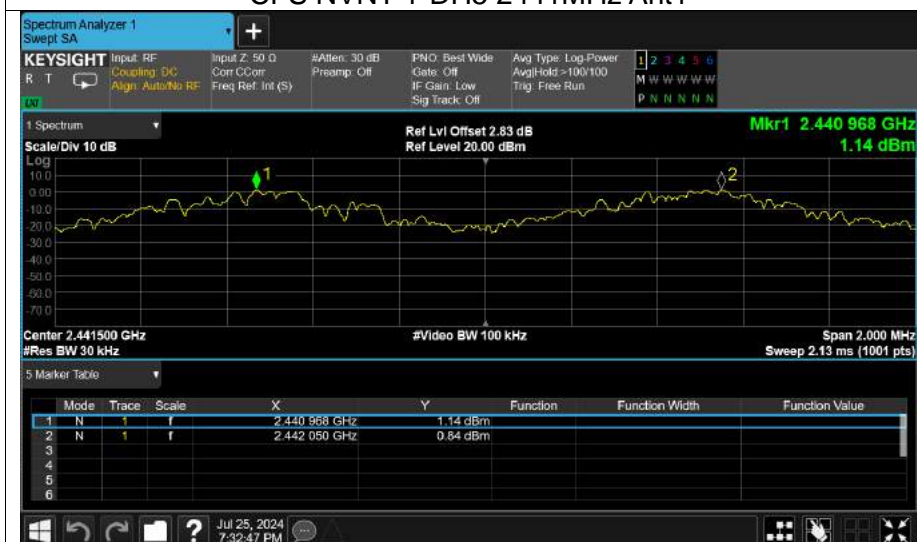 CFS NVNT 1-DH5 2441MHz Ant1
Spectrum Analyzer 1
Swept SA
KEYSIGHT
R T
Input: RF
Coupling: DC
Align: Auto/No RF
Input Z: 50 Ω
Corr CCorr
Freq Ref: Int (S)
#Atten: 30 dB
Preamp: Off
PNO: Best Wide
Gate: Off
IF Gain: Low
Sig Track: Off
Avg Type: Log-Power
Avg|Hold:>100/100
Trig: Free Run
1 2 3 4 5 6
M W W W W W
P N N N N N
1 Spectrum
Scale/Div 10 dB
Ref Lvl Offset 2.83 dB
Ref Level 20.00 dBm
Mkr1 2.440 968 GHz
1.14 dBm
Log
10.0
0.00
-10.0
-20.0
-30.0
-40.0
-50.0
-60.0
-70.0
1
2
Center 2.441500 GHz
#Res BW 30 kHz
#Video BW 100 kHz
Span 2.000 MHz
Sweep 2.13 ms (1001 pts)
5 Marker Table
Mode Trace Scale X Y Function Function Width Function Value
1 N 1 f 2.440 968 GHz 1.14 dBm
2 N 1 f 2.442 050 GHz 0.84 dBm
3
4
5
6
Jul 25, 2024
7:32:47 PM